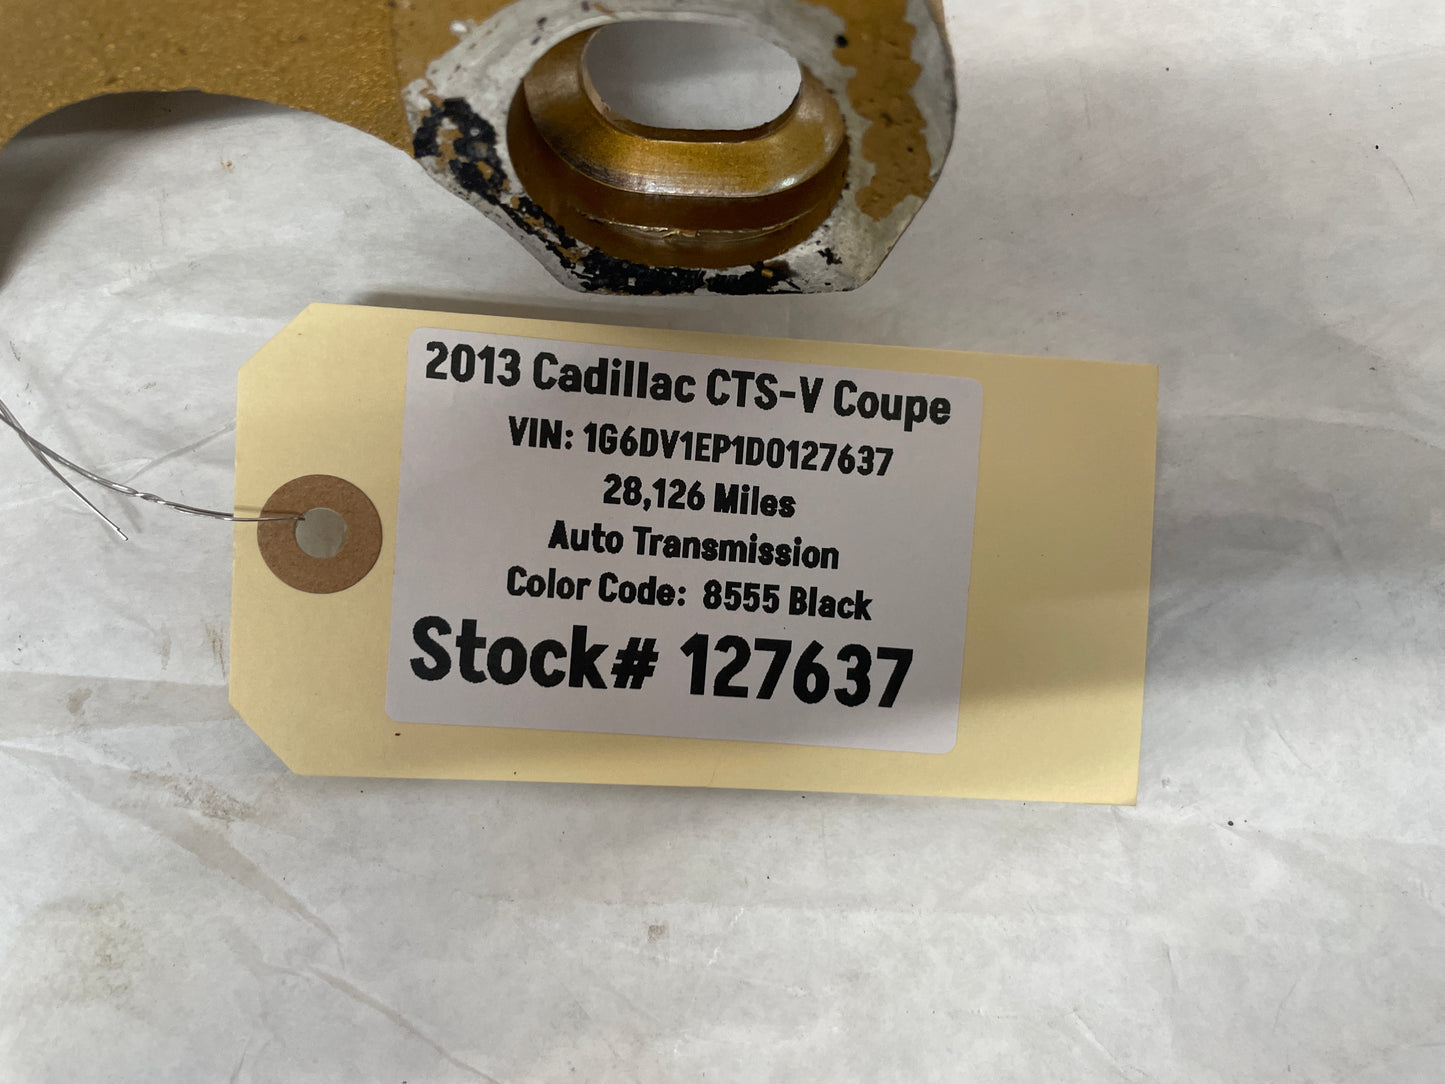 2013 Cadillac CTS-V Coupe
VIN: 1G6DV1EP1D0127637
28,126 Miles
Auto Transmission
Color Code: 8555 Black
Stock# 127637